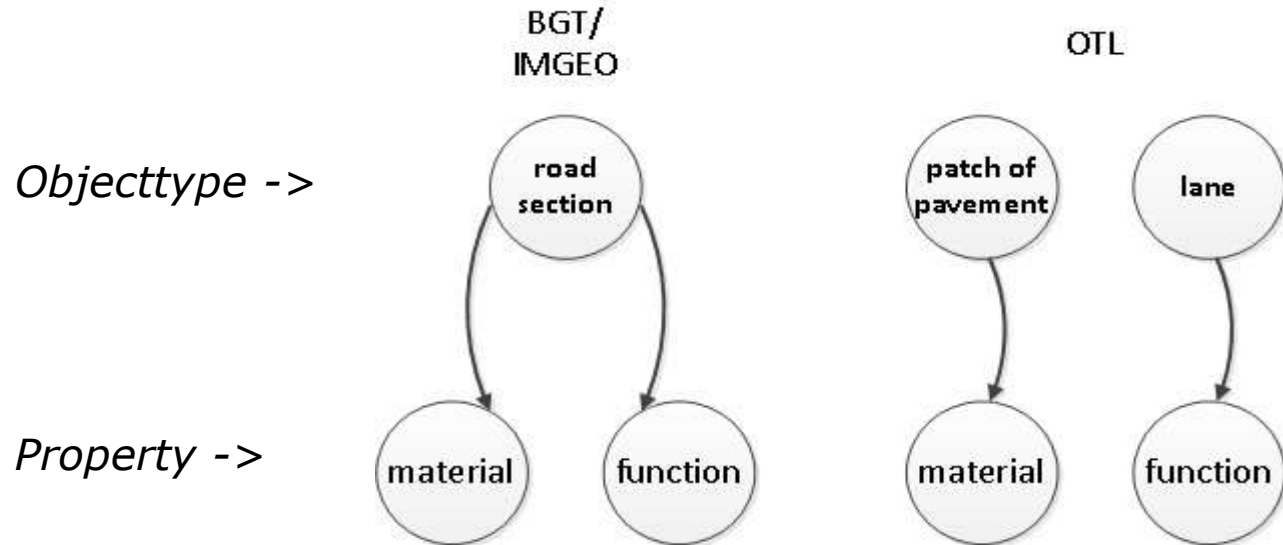 BGT/
IMGEO
OTL
Objecttype ->
road
section
patch of
pavement
lane
Property ->
material
function
material
function